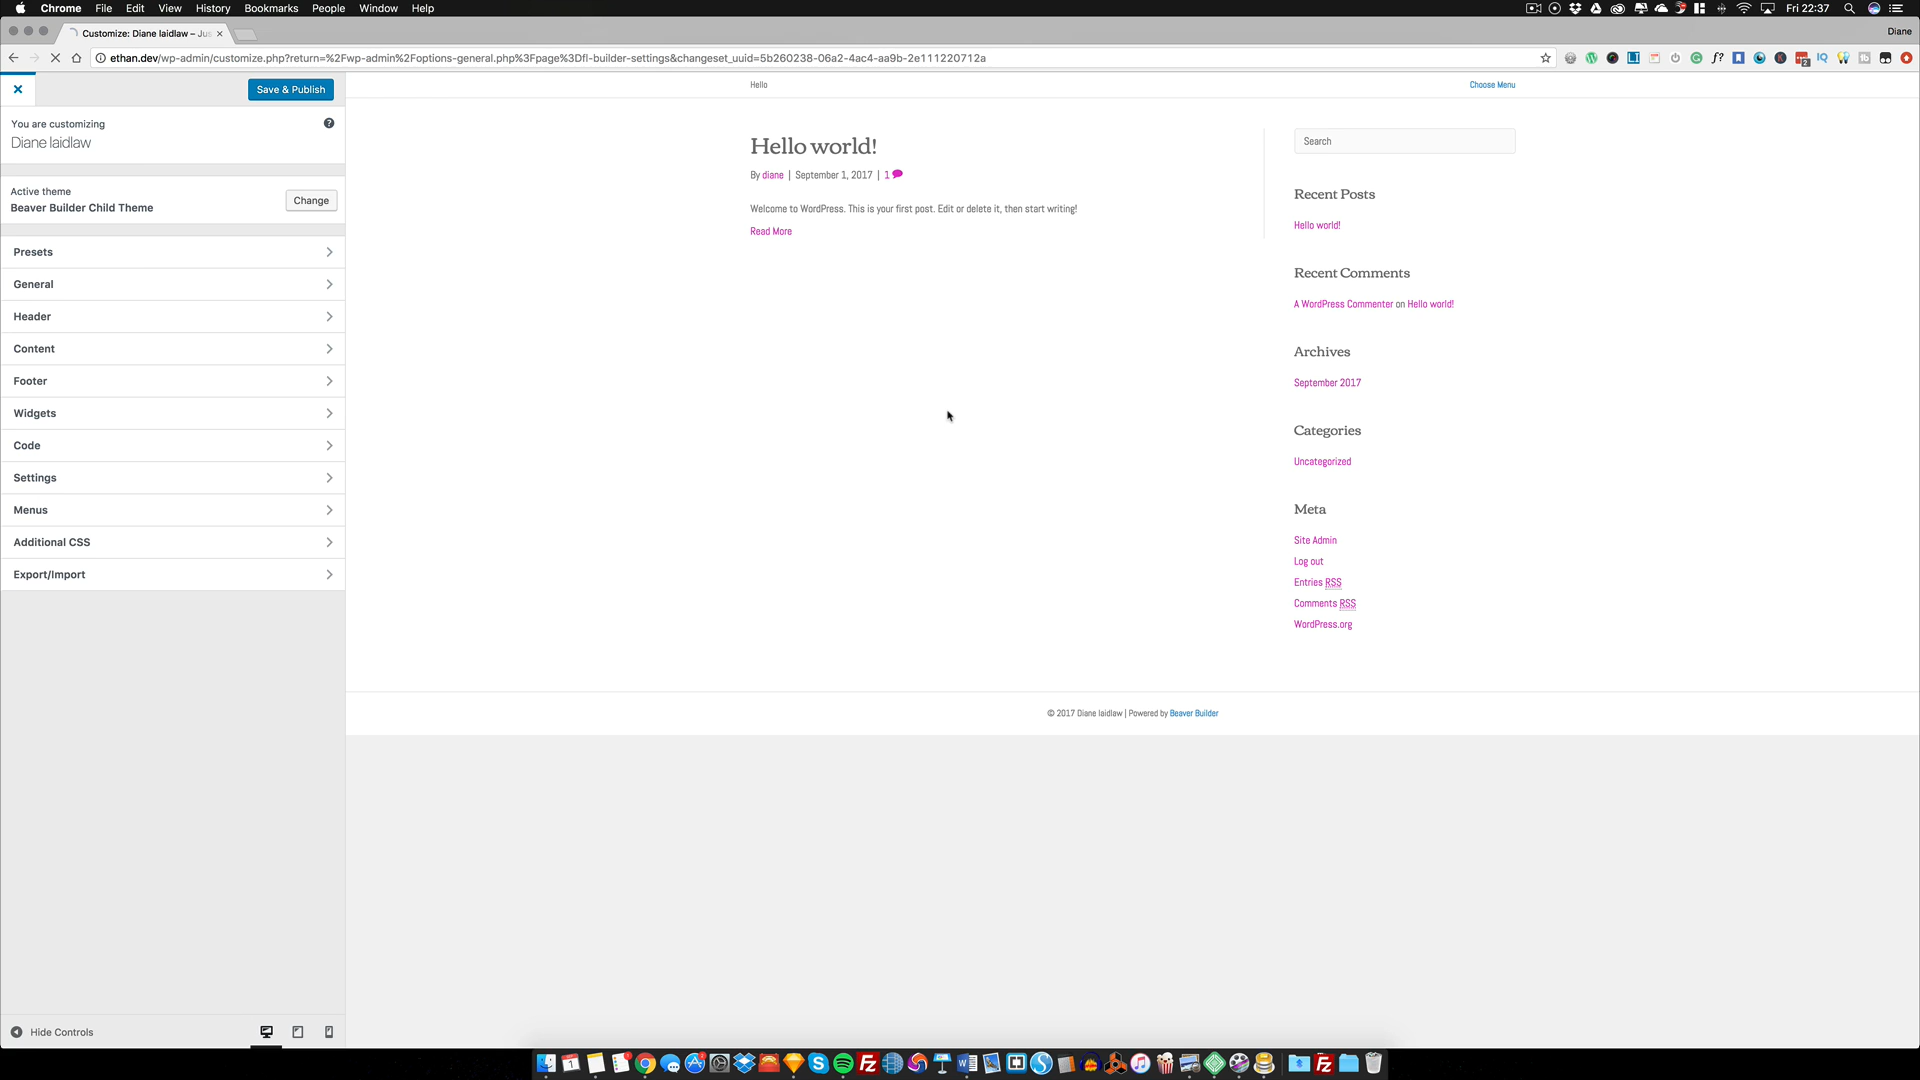 Chrome File Edit View History Bookmarks People Window Help
Fri 22:37
Customize: Diane laidlaw – Jus
Diane
ethan.dev/wp-admin/customize.php?return=%2Fwp-admin%2Foptions-general.php%3Fpage%3Dfl-builder-settings&changeset_uuid=5b260238-06a2-4ac4-aa9b-2e111220712a
Save & Publish
You are customizing
Diane laidlaw
Active theme
Beaver Builder Child Theme
Change
Presets
General
Header
Content
Footer
Widgets
Code
Settings
Menus
Additional CSS
Export/Import
Hide Controls
Hello
Choose Menu
Hello world!
By diane | September 1, 2017 | 1
Welcome to WordPress. This is your first post. Edit or delete it, then start writing!
Read More
Search
Recent Posts
Hello world!
Recent Comments
A WordPress Commenter on Hello world!
Archives
September 2017
Categories
Uncategorized
Meta
Site Admin
Log out
Entries RSS
Comments RSS
WordPress.org
© 2017 Diane laidlaw | Powered by Beaver Builder